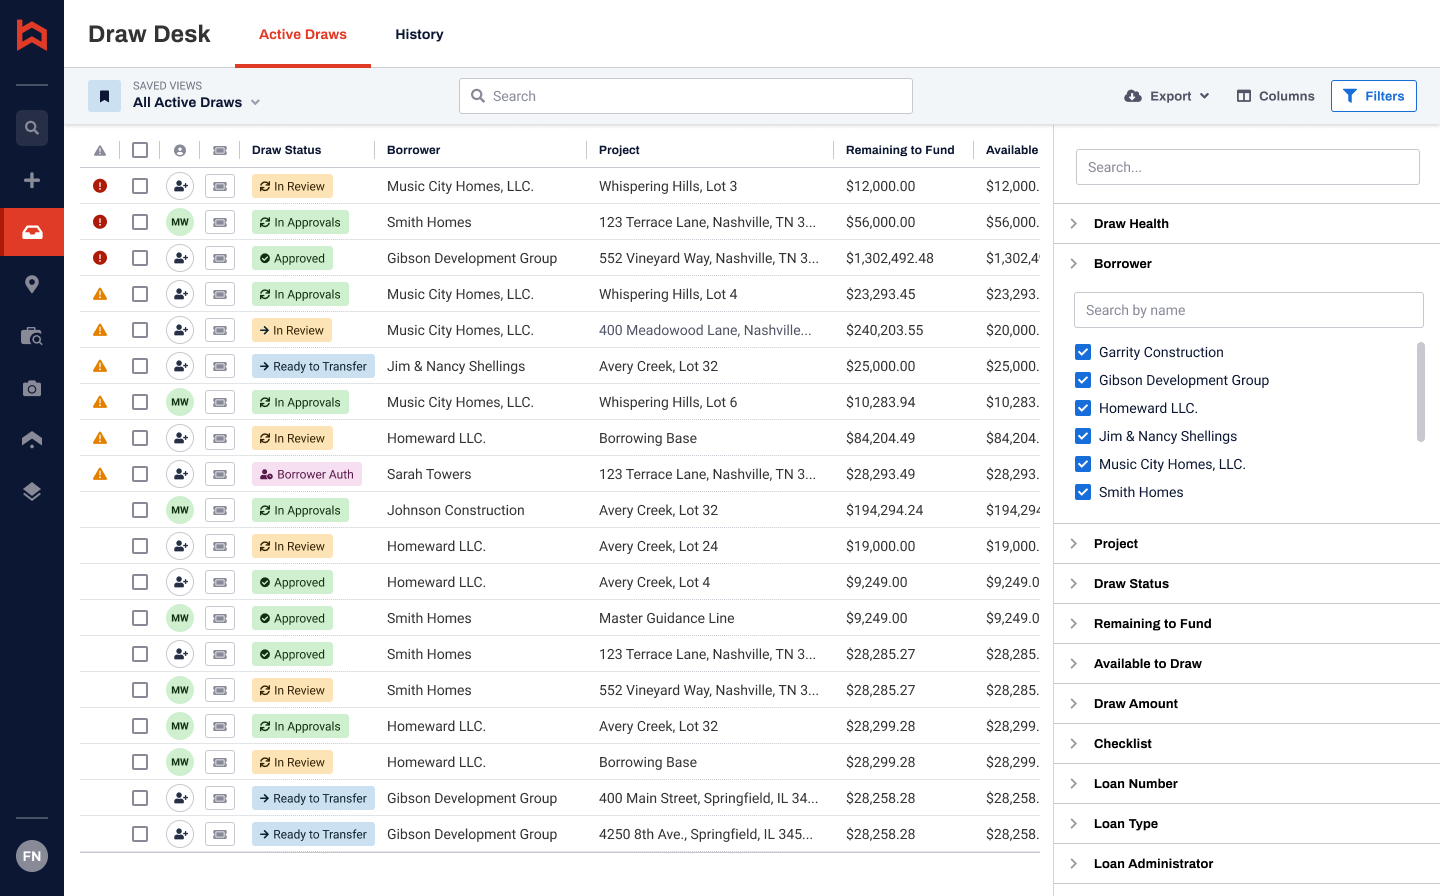 Draw Desk
Active Draws
History
SAVED VIEWS
All Active Draws
Search
Export
Columns
Filters
Draw Status Borrower Project Remaining to Fund Available
In Review Music City Homes, LLC. Whispering Hills, Lot 3 $12,000.00 $12,000.
MW In Approvals Smith Homes 123 Terrace Lane, Nashville, TN 3... $56,000.00 $56,000.
Approved Gibson Development Group 552 Vineyard Way, Nashville, TN 3... $1,302,492.48 $1,302,4
In Approvals Music City Homes, LLC. Whispering Hills, Lot 4 $23,293.45 $23,293.
In Review Music City Homes, LLC. 400 Meadowood Lane, Nashville... $240,203.55 $20,000.
Ready to Transfer Jim & Nancy Shellings Avery Creek, Lot 32 $25,000.00 $25,000.
MW In Approvals Music City Homes, LLC. Whispering Hills, Lot 6 $10,283.94 $10,283.
In Review Homeward LLC. Borrowing Base $84,204.49 $84,204.
Borrower Auth Sarah Towers 123 Terrace Lane, Nashville, TN 3... $28,293.49 $28,293.
MW In Approvals Johnson Construction Avery Creek, Lot 32 $194,294.24 $194,294
In Review Homeward LLC. Avery Creek, Lot 24 $19,000.00 $19,000.
Approved Homeward LLC. Avery Creek, Lot 4 $9,249.00 $9,249.0
MW Approved Smith Homes Master Guidance Line $9,249.00 $9,249.0
Approved Smith Homes 123 Terrace Lane, Nashville, TN 3... $28,285.27 $28,285.
MW In Review Smith Homes 552 Vineyard Way, Nashville, TN 3... $28,285.27 $28,285.
MW In Approvals Homeward LLC. Avery Creek, Lot 32 $28,299.28 $28,299.
MW In Review Homeward LLC. Borrowing Base $28,299.28 $28,299.
Ready to Transfer Gibson Development Group 400 Main Street, Springfield, IL 34... $28,258.28 $28,258.
Ready to Transfer Gibson Development Group 4250 8th Ave., Springfield, IL 345... $28,258.28 $28,258.
Search...
Draw Health
Borrower
Search by name
Garrity Construction
Gibson Development Group
Homeward LLC.
Jim & Nancy Shellings
Music City Homes, LLC.
Smith Homes
Project
Draw Status
Remaining to Fund
Available to Draw
Draw Amount
Checklist
Loan Number
Loan Type
Loan Administrator
FN